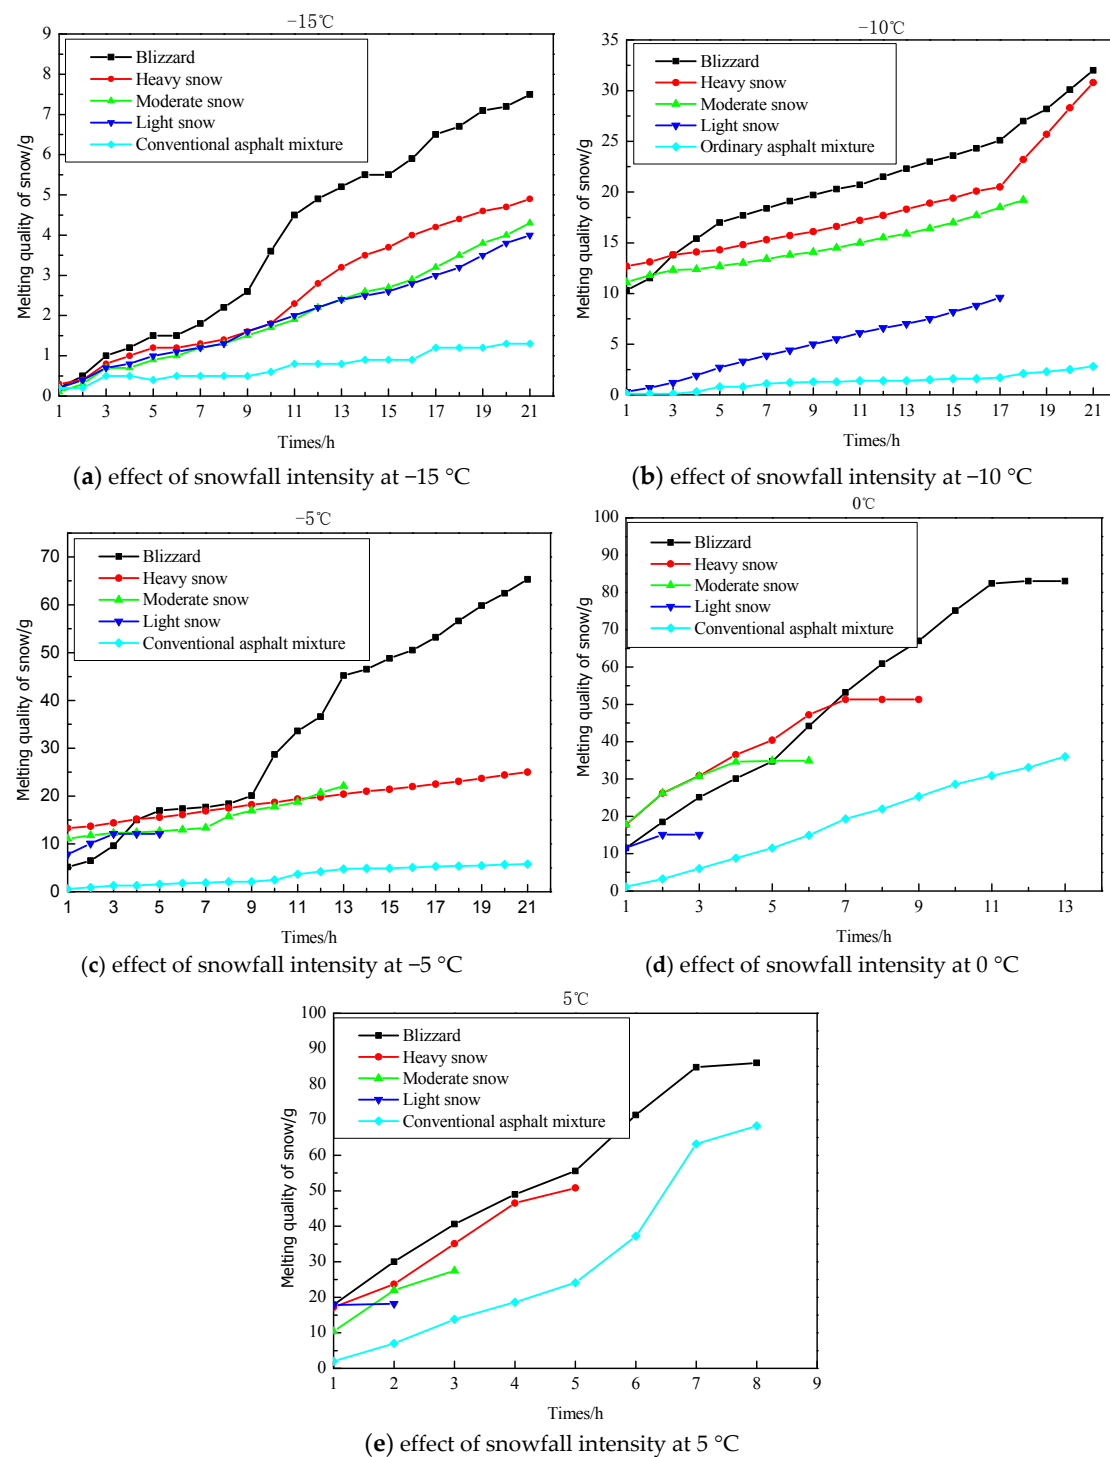 -15℃
9
8
7
6
5
4
3
2
1
0
Melting quality of snow/g
Blizzard
Heavy snow
Moderate snow
Light snow
Conventional asphalt mixture
1 3 5 7 9 11 13 15 17 19 21
Times/h
(a) effect of snowfall intensity at −15 °C
-10℃
35
30
25
20
15
10
5
0
Melting quality of snow/g
Blizzard
Heavy snow
Moderate snow
Light snow
Ordinary asphalt mixture
1 3 5 7 9 11 13 15 17 19 21
Times/h
(b) effect of snowfall intensity at −10 °C
-5℃
70
60
50
40
30
20
10
0
Melting quality of snow/g
Blizzard
Heavy snow
Moderate snow
Light snow
Conventional asphalt mixture
1 3 5 7 9 11 13 15 17 19 21
Times/h
(c) effect of snowfall intensity at −5 °C
0℃
100
90
80
70
60
50
40
30
20
10
0
Melting quality of snow/g
Blizzard
Heavy snow
Moderate snow
Light snow
Conventional asphalt mixture
1 3 5 7 9 11 13
Times/h
(d) effect of snowfall intensity at 0 °C
5℃
100
90
80
70
60
50
40
30
20
10
0
Melting quality of snow/g
Blizzard
Heavy snow
Moderate snow
Light snow
Conventional asphalt mixture
1 2 3 4 5 6 7 8 9
Times/h
(e) effect of snowfall intensity at 5 °C